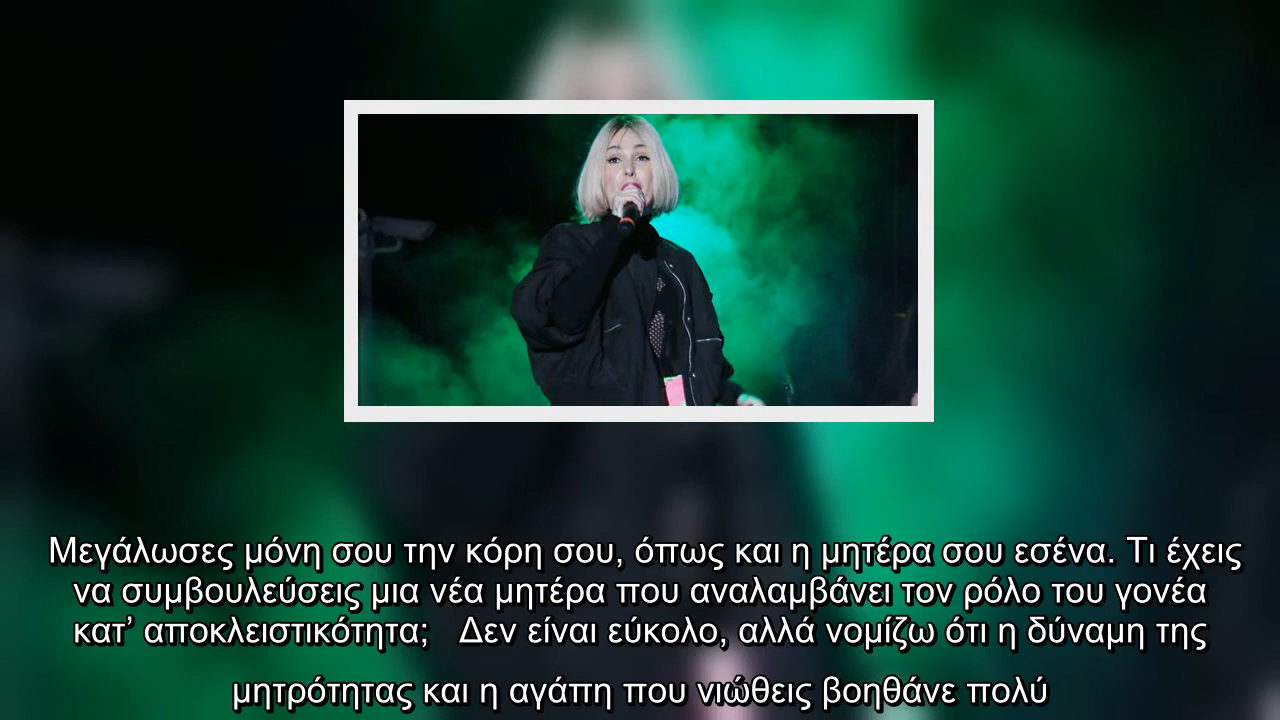 Μεγάλωσες μόνη σου την κόρη σου, όπως και η μητέρα σου εσένα. Τι έχεις
να συμβουλεύσεις μια νέα μητέρα που αναλαμβάνει τον ρόλο του γονέα
κατ’ αποκλειστικότητα;   Δεν είναι εύκολο, αλλά νομίζω ότι η δύναμη της
μητρότητας και η αγάπη που νιώθεις βοηθάνε πολύ